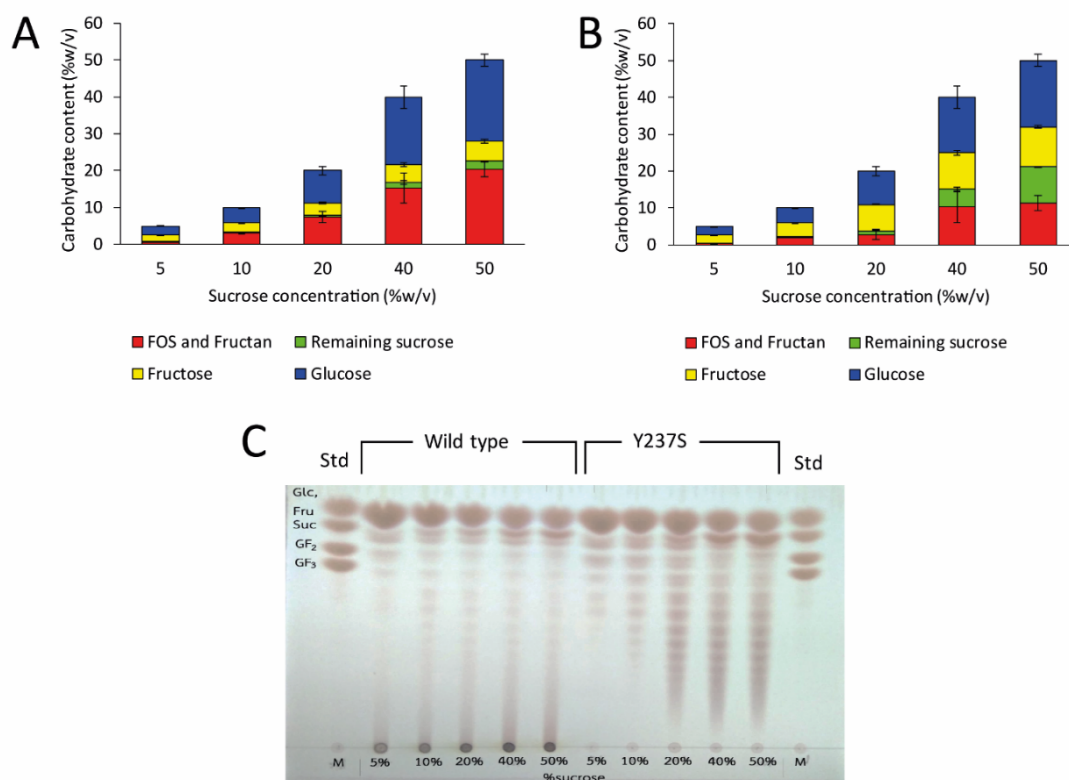 A
Carbohydrate content (%w/v)
60
50
40
30
20
10
0
5 10 20 40 50
Sucrose concentration (%w/v)
FOS and Fructan Remaining sucrose
Fructose Glucose
B
Carbohydrate content (%w/v)
60
50
40
30
20
10
0
5 10 20 40 50
Sucrose concentration (%w/v)
FOS and Fructan Remaining sucrose
Fructose Glucose
C
Std Wild type Y237S Std
Glc,
Fru
Suc
GF₂
GF₃
M 5% 10% 20% 40% 50% 5% 10% 20% 40% 50% M
%sucrose